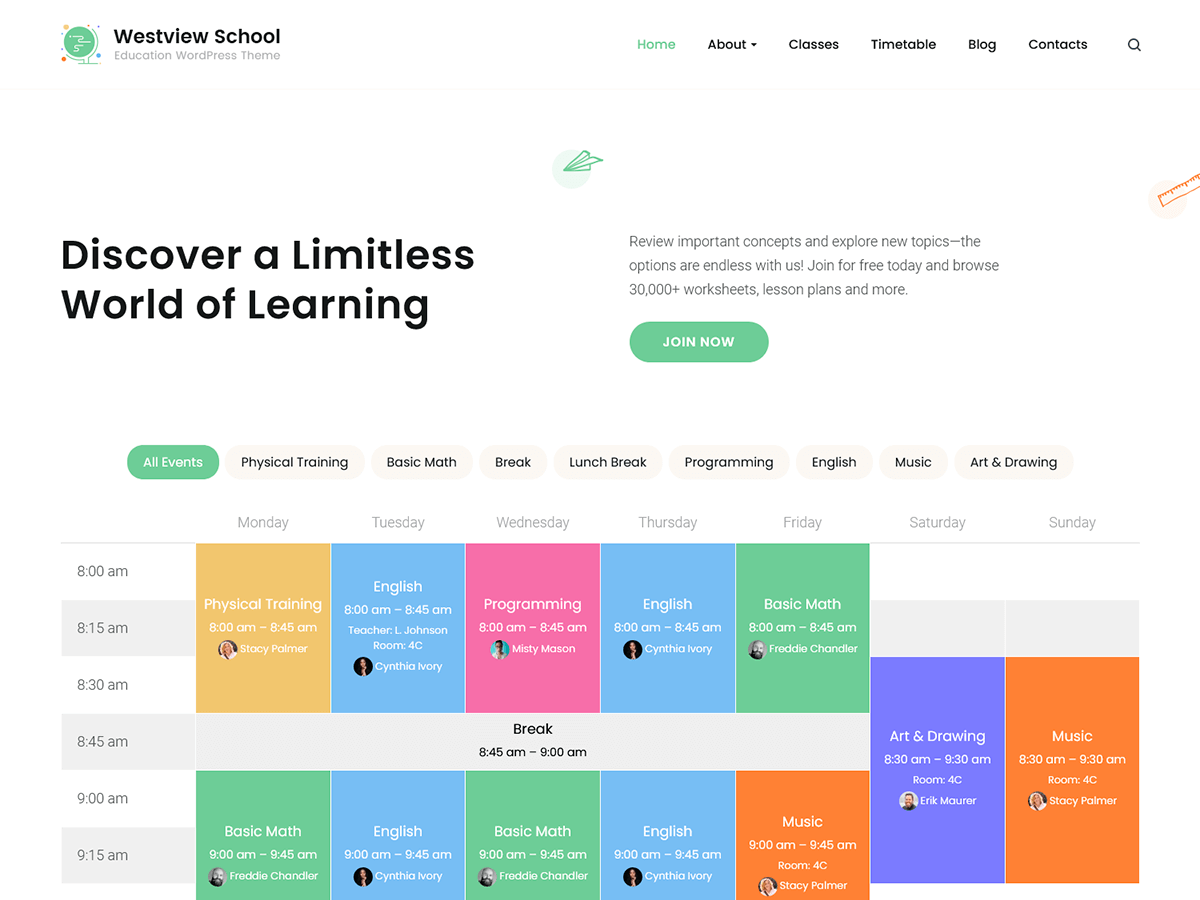 Westview School
Education WordPress Theme
Home About Classes Timetable Blog Contacts
Discover a Limitless
World of Learning
Review important concepts and explore new topics—the
options are endless with us! Join for free today and browse
30,000+ worksheets, lesson plans and more.
JOIN NOW
All Events Physical Training Basic Math Break Lunch Break Programming English Music Art & Drawing
Monday Tuesday Wednesday Thursday Friday Saturday Sunday
8:00 am
8:15 am
8:30 am
8:45 am
9:00 am
9:15 am
Physical Training
8:00 am – 8:45 am
Stacy Palmer
English
8:00 am – 8:45 am
Teacher: L. Johnson
Room: 4C
Cynthia Ivory
Programming
8:00 am – 8:45 am
Misty Mason
English
8:00 am – 8:45 am
Cynthia Ivory
Basic Math
8:00 am – 8:45 am
Freddie Chandler
Break
8:45 am – 9:00 am
Art & Drawing
8:30 am – 9:30 am
Room: 4C
Erik Maurer
Music
8:30 am – 9:30 am
Room: 4C
Stacy Palmer
Basic Math
9:00 am – 9:45 am
Freddie Chandler
English
9:00 am – 9:45 am
Cynthia Ivory
Basic Math
9:00 am – 9:45 am
Freddie Chandler
English
9:00 am – 9:45 am
Cynthia Ivory
Music
9:00 am – 9:45 am
Room: 4C
Stacy Palmer